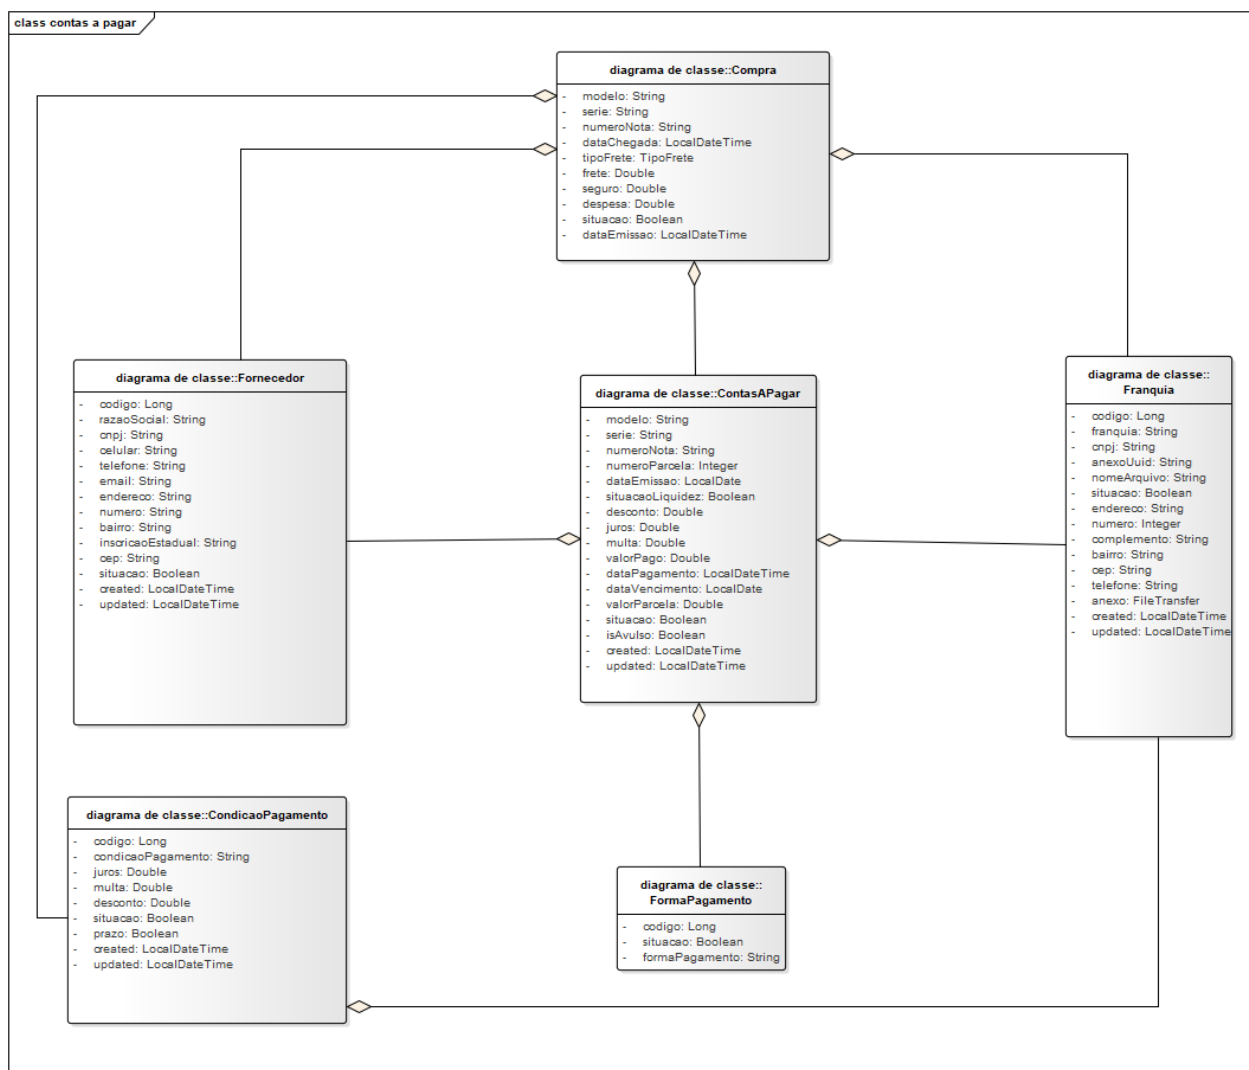 class contas a pagar
diagrama de classe::Compra
- modelo: String
- serie: String
- numeroNota: String
- dataChegada: LocalDateTime
- tipoFrete: TipoFrete
- frete: Double
- seguro: Double
- despesa: Double
- situacao: Boolean
- dataEmissao: LocalDateTime
diagrama de classe::Fornecedor
- codigo: Long
- razaoSocial: String
- cnpj: String
- celular: String
- telefone: String
- email: String
- endereco: String
- numero: String
- bairro: String
- inscricaoEstadual: String
- cep: String
- situacao: Boolean
- created: LocalDateTime
- updated: LocalDateTime
diagrama de classe::ContasAPagar
- modelo: String
- serie: String
- numeroNota: String
- numeroParcela: Integer
- dataEmissao: LocalDate
- situacaoLiquidez: Boolean
- desconto: Double
- juros: Double
- multa: Double
- valorPago: Double
- dataPagamento: LocalDateTime
- dataVencimento: LocalDate
- valorParcela: Double
- situacao: Boolean
- isAvulso: Boolean
- created: LocalDateTime
- updated: LocalDateTime
diagrama de classe::
Franquia
- codigo: Long
- franquia: String
- cnpj: String
- anexoUuid: String
- nomeArquivo: String
- situacao: Boolean
- endereco: String
- numero: Integer
- complemento: String
- bairro: String
- cep: String
- telefone: String
- anexo: FileTransfer
- created: LocalDateTime
- updated: LocalDateTime
diagrama de classe::CondicaoPagamento
- codigo: Long
- condicaoPagamento: String
- juros: Double
- multa: Double
- desconto: Double
- situacao: Boolean
- prazo: Boolean
- created: LocalDateTime
- updated: LocalDateTime
diagrama de classe::
FormaPagamento
- codigo: Long
- situacao: Boolean
- formaPagamento: String